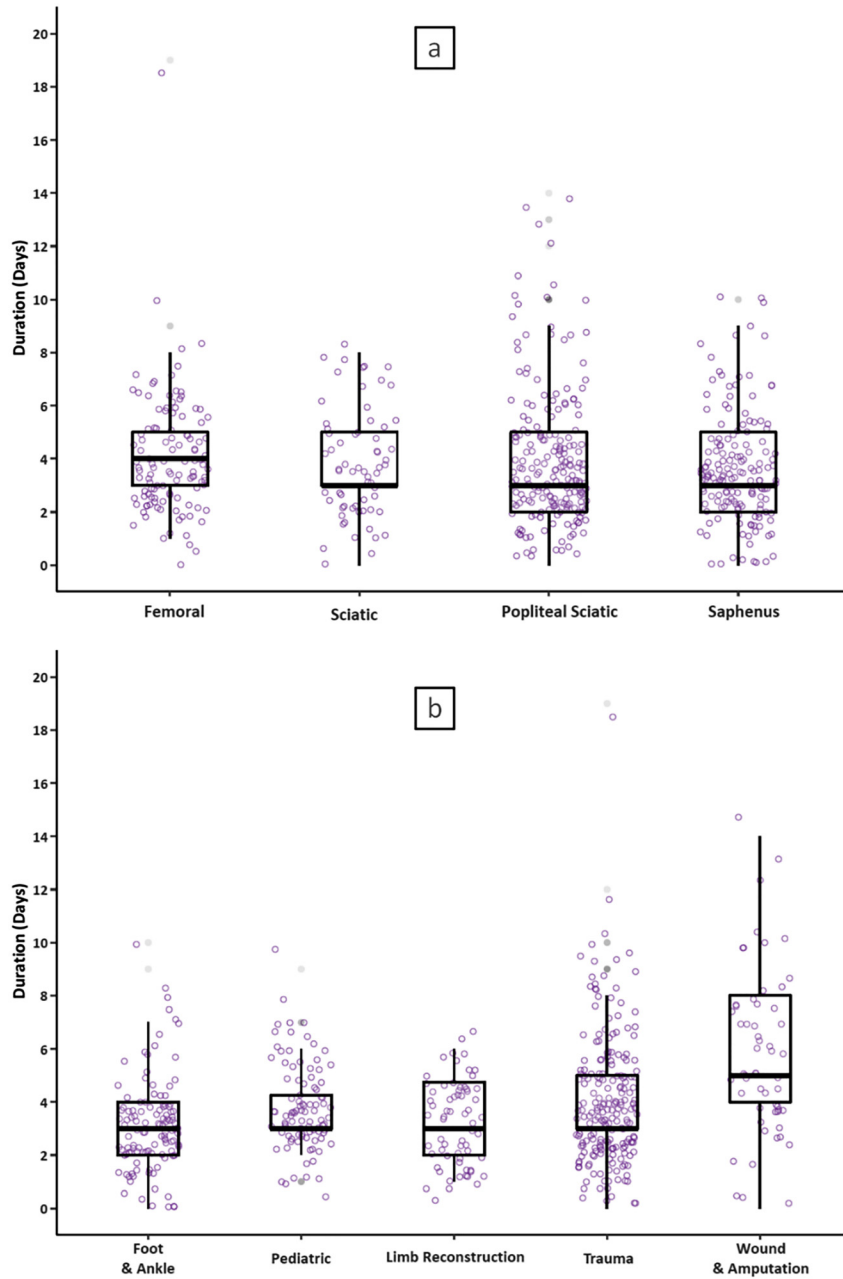 a
20
18
16
14
12
10
8
6
4
2
0
Duration (Days)
Femoral Sciatic Popliteal Sciatic Saphenus
b
20
18
16
14
12
10
8
6
4
2
0
Duration (Days)
Foot
& Ankle
Pediatric
Limb Reconstruction
Trauma
Wound
& Amputation